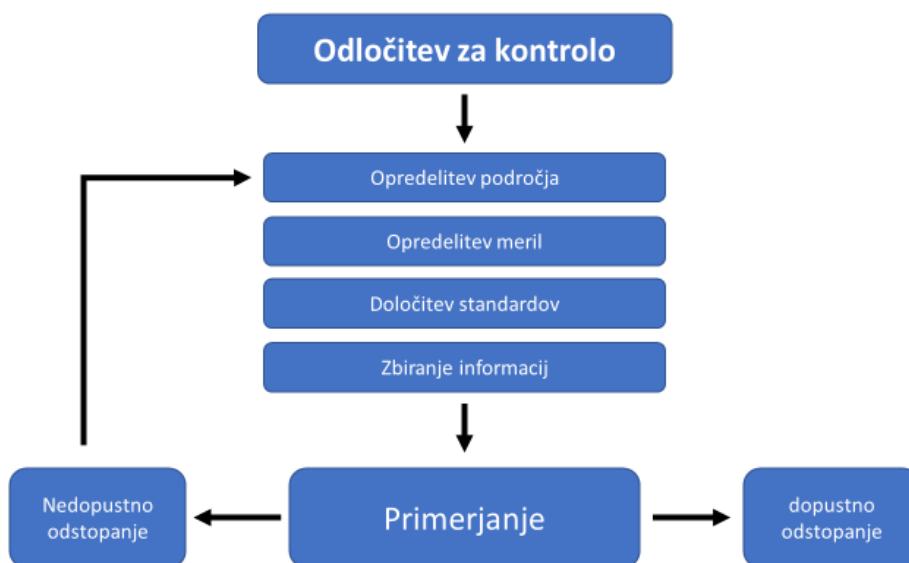 Odločitev za kontrolo
Opredelitev področja
Opredelitev meril
Določitev standardov
Zbiranje informacij
Nedopustno
odstopanje
Primerjanje
dopustno
odstopanje